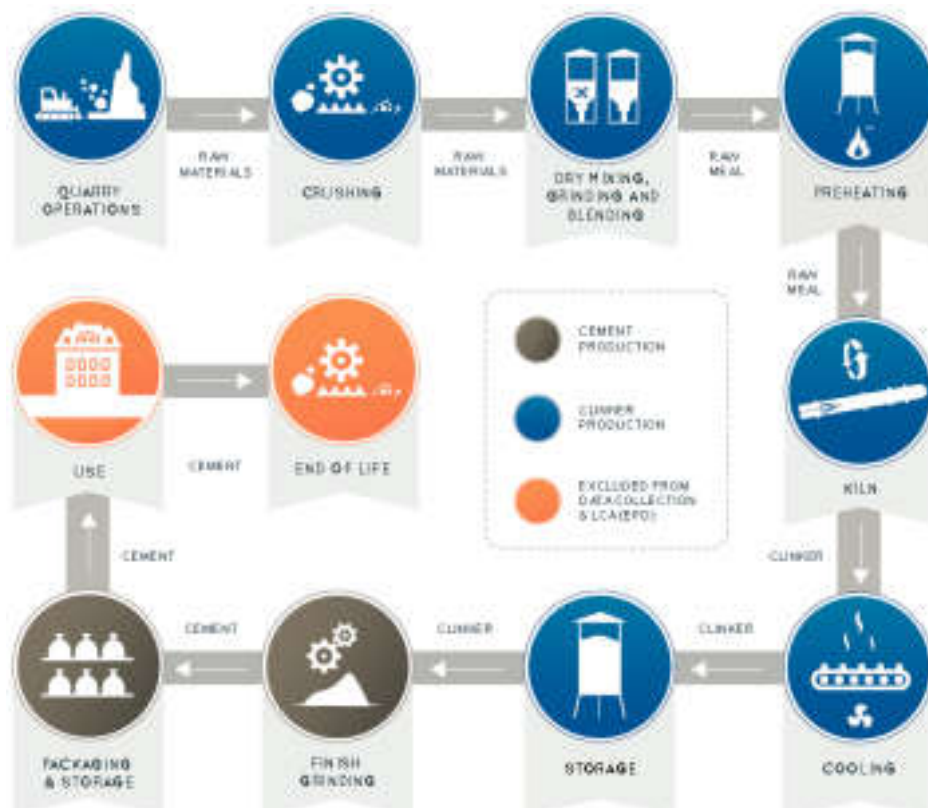 RAW
MATERIALS
RAW
MATERIALS
RAW
MEAL
QUARRY
OPERATIONS
CRUSHING
DRY MIXING,
GRINDING AND
BLENDING
PREHEATING
RAW
MEAL
CEMENT
PRODUCTION
CLINKER
PRODUCTION
EXCLUDED FROM
DATA COLLECTION
& LCA (EPD)
USE
CEMENT
END OF LIFE
KILN
CEMENT
CLINKER
CEMENT
CLINKER
CLINKER
PACKAGING
& STORAGE
FINISH
GRINDING
STORAGE
COOLING